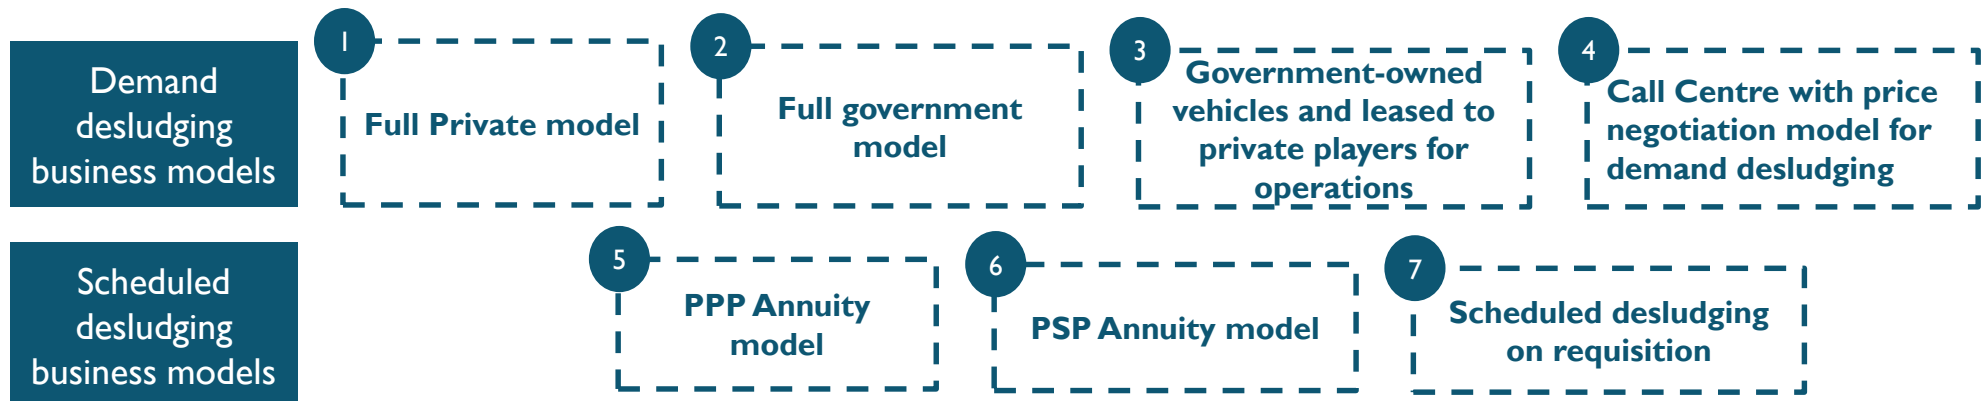 Demand
desludging
business models
1
Full Private model
2
Full government
model
3
Government-owned
vehicles and leased to
private players for
operations
4
Call Centre with price
negotiation model for
demand desludging
Scheduled
desludging
business models
5
PPP Annuity
model
6
PSP Annuity model
7
Scheduled desludging
on requisition